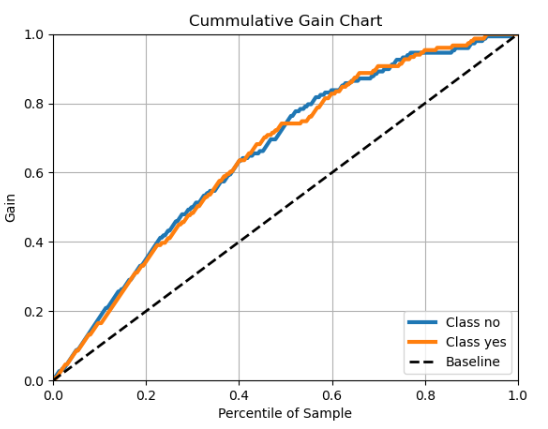 Cummulative Gain Chart
1.0
0.8
0.6
0.4
0.2
0.0
Gain
Class no
Class yes
Baseline
0.0 0.2 0.4 0.6 0.8 1.0
Percentile of Sample